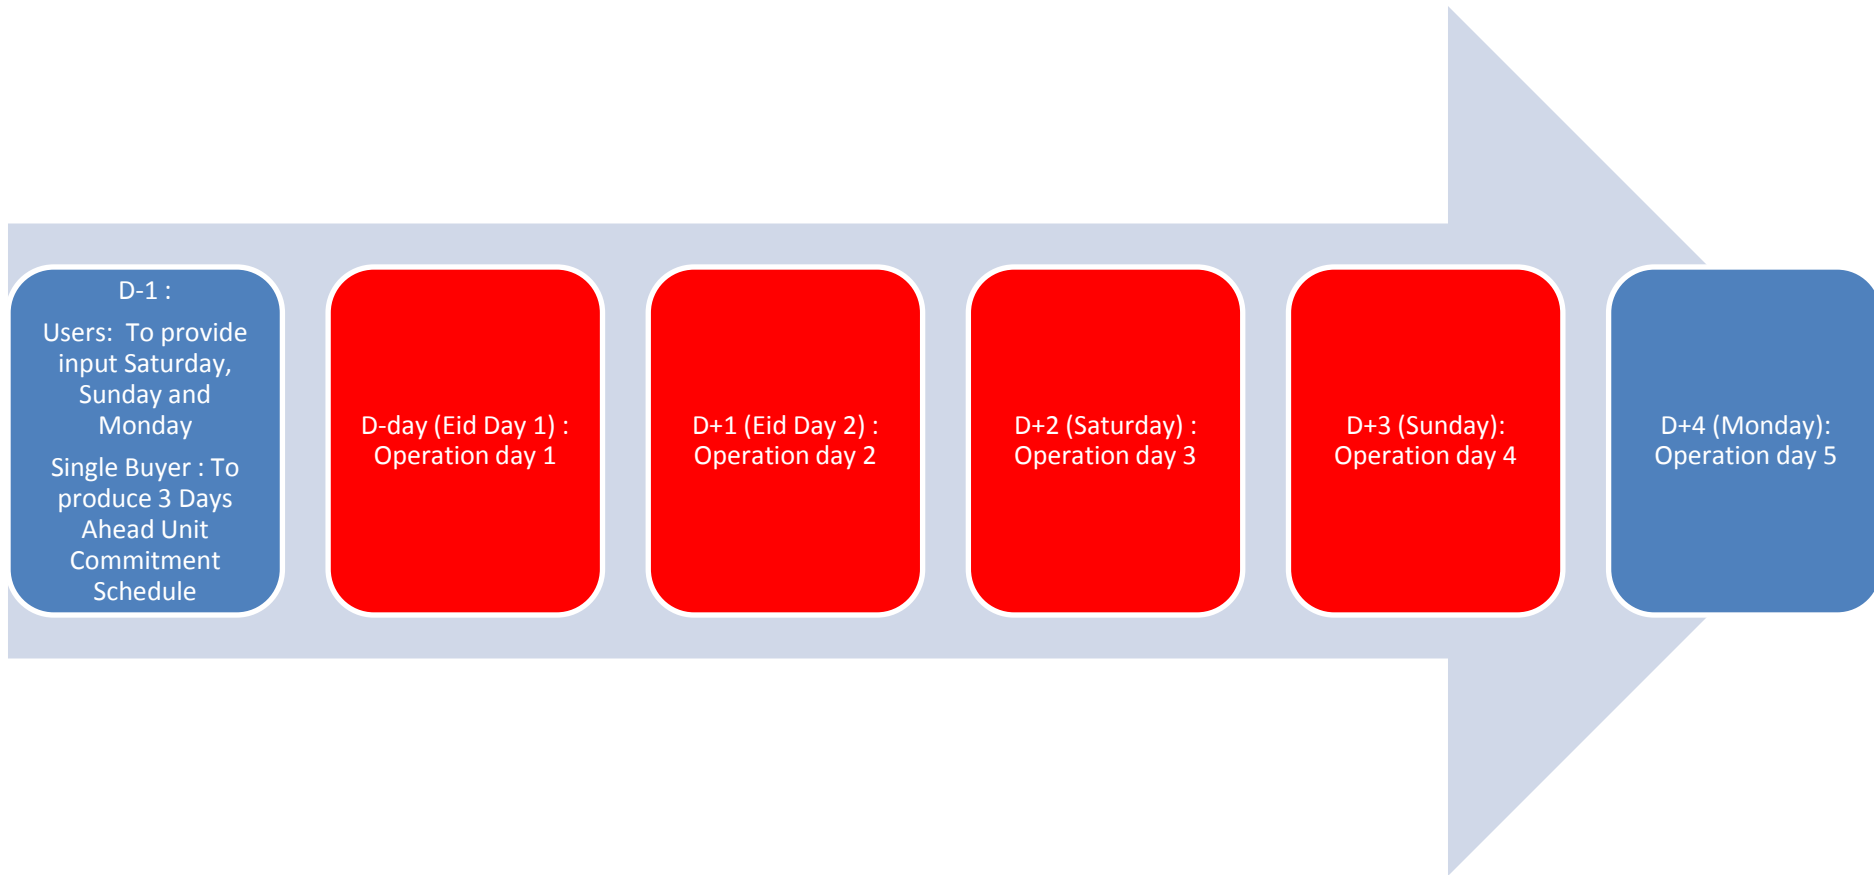 D-1 :
Users:  To provide
input Saturday,
Sunday and
Monday
Single Buyer : To
produce 3 Days
Ahead Unit
Commitment
Schedule
D-day (Eid Day 1) :
Operation day 1
D+1 (Eid Day 2) :
Operation day 2
D+2 (Saturday) :
Operation day 3
D+3 (Sunday):
Operation day 4
D+4 (Monday):
Operation day 5